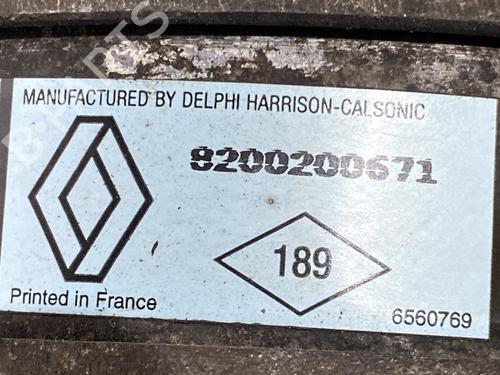 MANUFACTURED BY DELPHI HARRISON-CALSONIC
8200200671
189
Printed in France
6560769